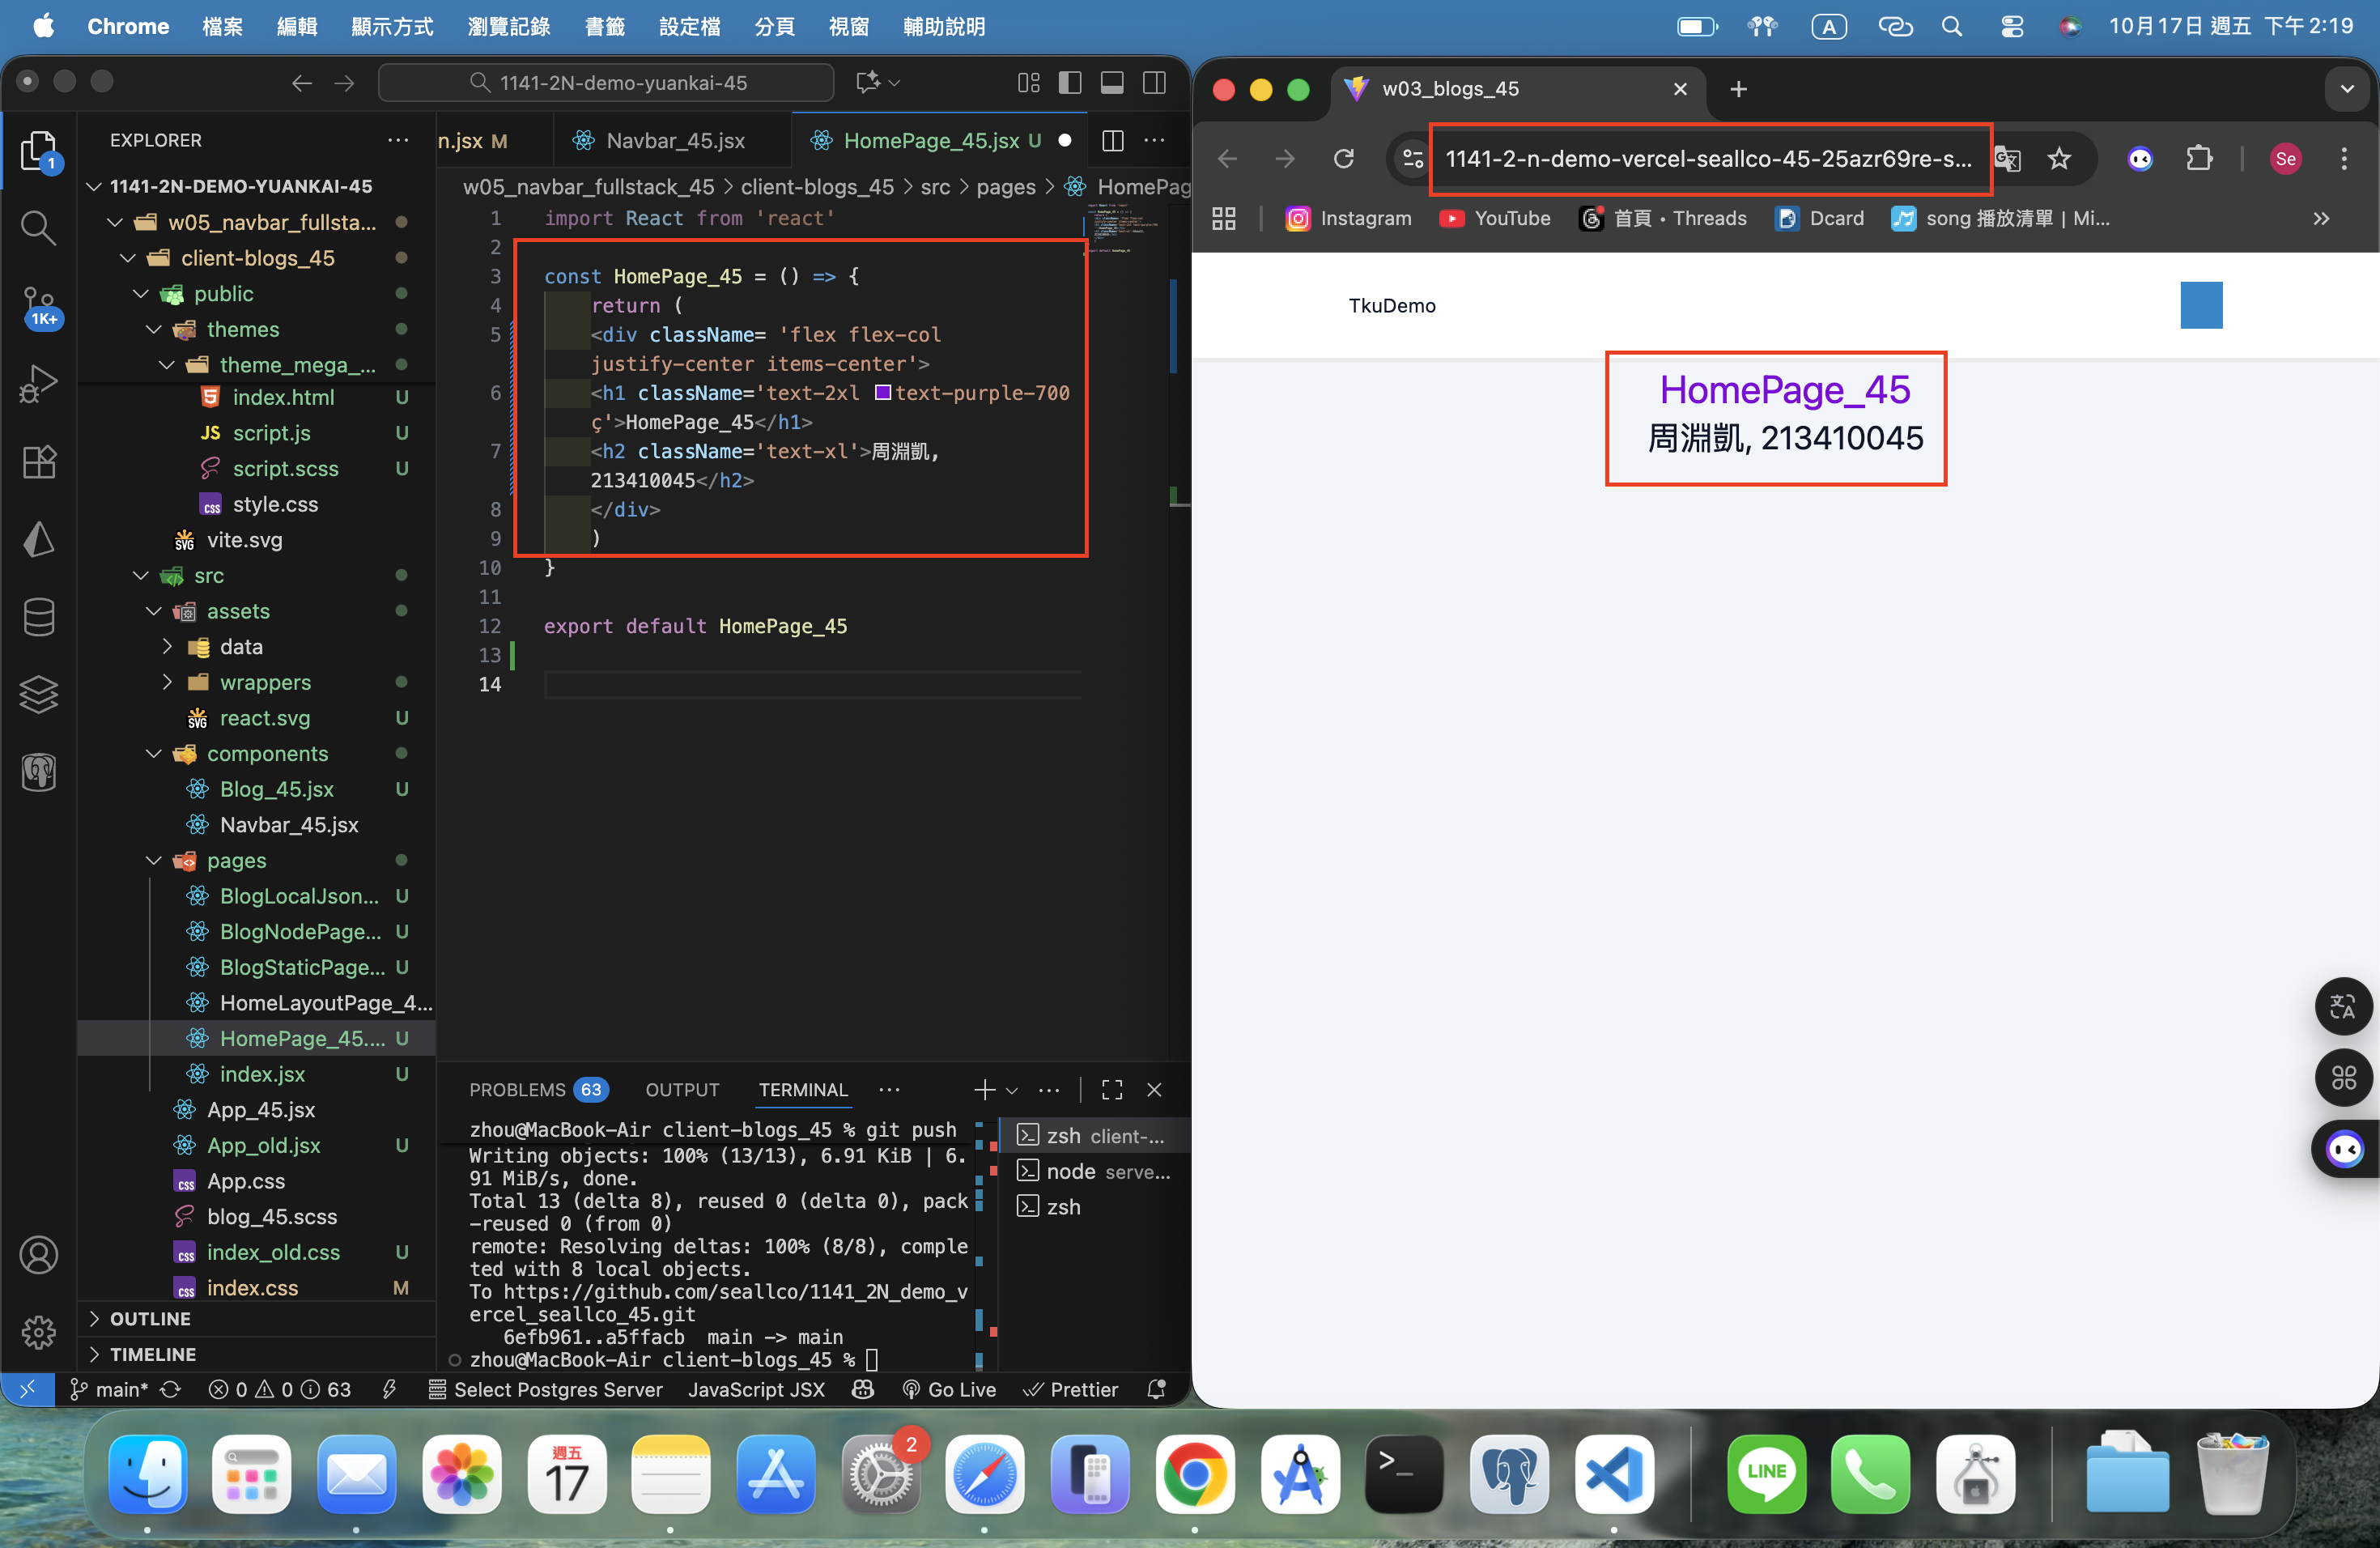 Chrome 檔案 編輯 顯示方式 瀏覽記錄 書籤 設定檔 分頁 視窗 輔助說明 A 10月17日 週五 下午2:19
1141-2N-demo-yuankai-45
EXPLORER
1
1K+
1141-2N-DEMO-YUANKAI-45
w05_navbar_fullsta...
client-blogs_45
public
themes
theme_mega_...
index.html U
script.js U
script.scss U
style.css
vite.svg
src
assets
data
wrappers
react.svg U
components
Blog_45.jsx U
Navbar_45.jsx
pages
BlogLocalJson... U
BlogNodePage... U
BlogStaticPage... U
HomeLayoutPage_4...
HomePage_45.... U
index.jsx U
App_45.jsx
App_old.jsx U
App.css
blog_45.scss
index_old.css U
index.css M
OUTLINE
TIMELINE
n.jsx M Navbar_45.jsx HomePage_45.jsx U
w05_navbar_fullstack_45 > client-blogs_45 > src > pages > HomePag
1 import React from 'react'
2
3 const HomePage_45 = () => {
4 return (
5 <div className= 'flex flex-col
justify-center items-center'>
6 <h1 className='text-2xl text-purple-700
ç'>HomePage_45</h1>
7 <h2 className='text-xl'>周淵凱,
213410045</h2>
8 </div>
9 )
10 }
11
12 export default HomePage_45
13
14
PROBLEMS 63 OUTPUT TERMINAL
zhou@MacBook-Air client-blogs_45 % git push
Writing objects: 100% (13/13), 6.91 KiB | 6.
91 MiB/s, done.
Total 13 (delta 8), reused 0 (delta 0), pack
-reused 0 (from 0)
remote: Resolving deltas: 100% (8/8), comple
ted with 8 local objects.
To https://github.com/seallco/1141_2N_demo_v
ercel_seallco_45.git
6efb961..a5ffacb main -> main
zhou@MacBook-Air client-blogs_45 %
zsh client-...
node serve...
zsh
main* 0 0 63 Select Postgres Server JavaScript JSX Go Live Prettier
w03_blogs_45
1141-2-n-demo-vercel-seallco-45-25azr69re-s...
Se
Instagram YouTube 首頁 • Threads Dcard song 播放清單 | Mi...
TkuDemo
HomePage_45
周淵凱, 213410045
週五
17
2
LINE